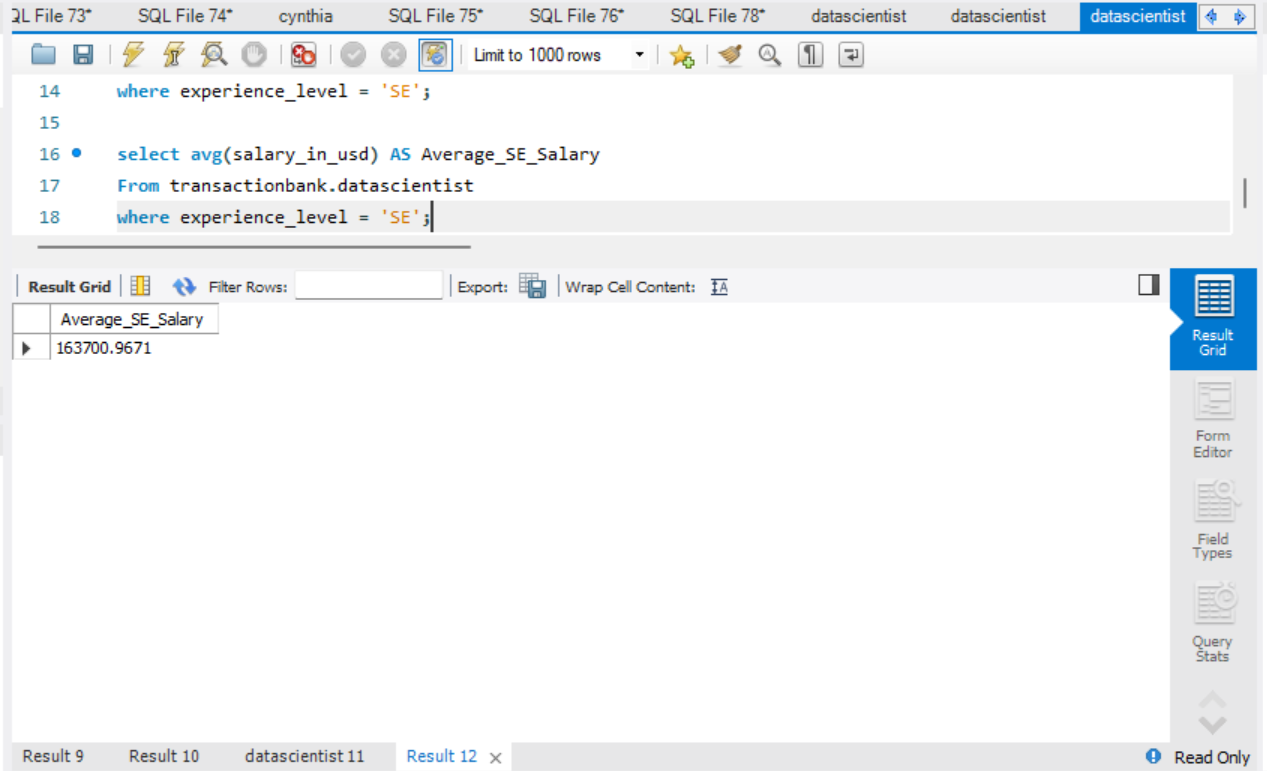 QL File 73* SQL File 74* cynthia SQL File 75* SQL File 76* SQL File 78* datascientist datascientist datascientist
Limit to 1000 rows
14 where experience_level = 'SE';
15
16 select avg(salary_in_usd) AS Average_SE_Salary
17 From transactionbank.datascientist
18 where experience_level = 'SE';
Result Grid Filter Rows: Export: Wrap Cell Content:
Average_SE_Salary
163700.9671
Result
Grid
Form
Editor
Field
Types
Query
Stats
Result 9 Result 10 datascientist 11 Result 12 Read Only